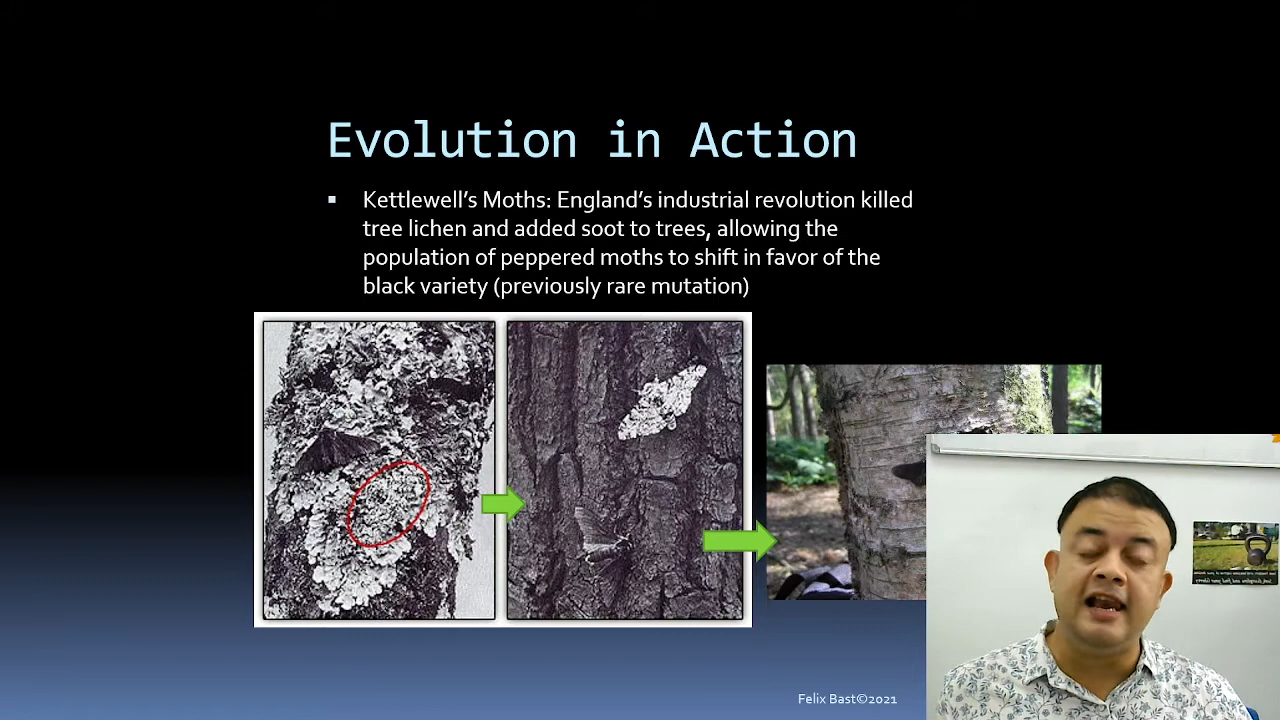 Evolution in Action
▪ Kettlewell's Moths: England's industrial revolution killed
tree lichen and added soot to trees, allowing the
population of peppered moths to shift in favor of the
black variety (previously rare mutation)
Felix Bast©2021